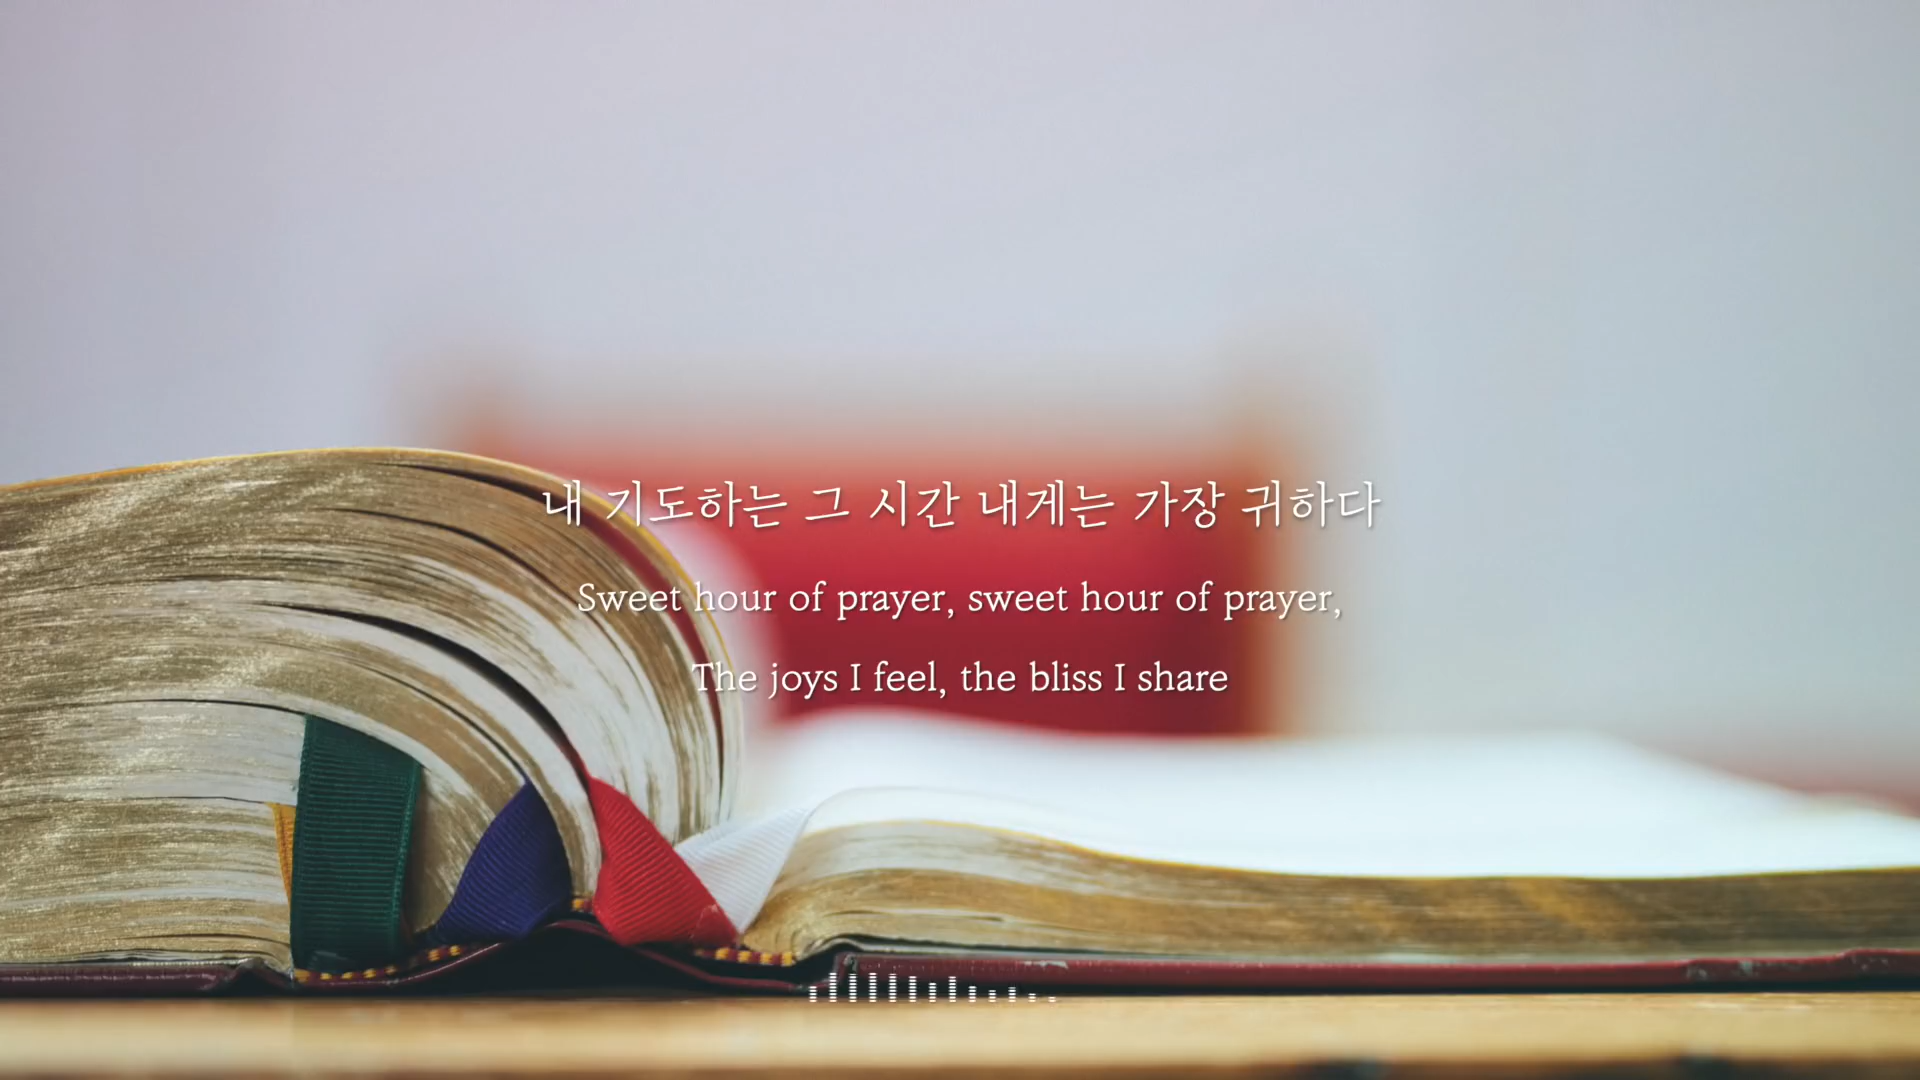 내 기도하는 그 시간 내게는 가장 귀하다
Sweet hour of prayer, sweet hour of prayer,
The joys I feel, the bliss I share